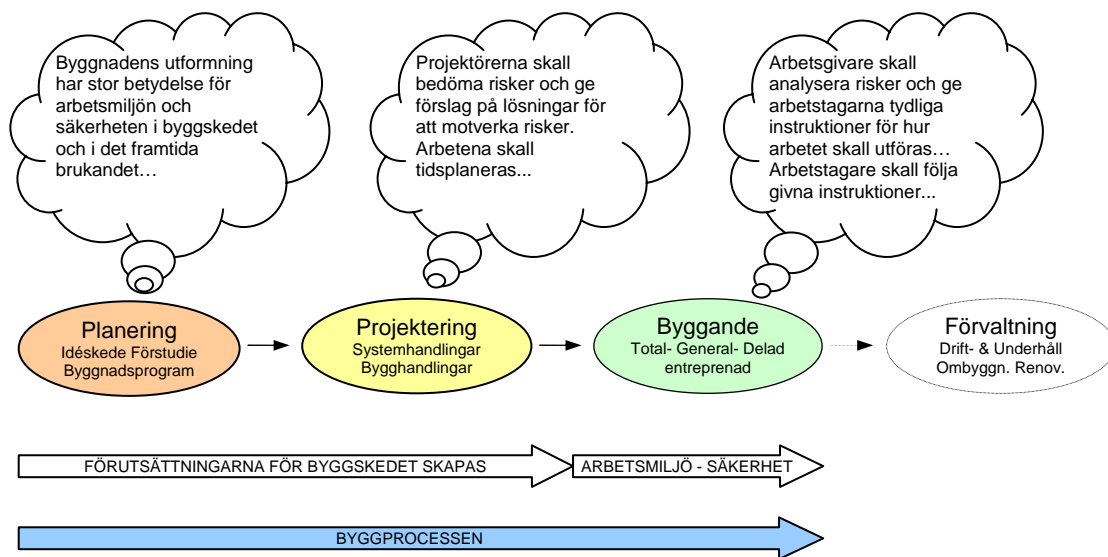 Byggnadens utformning
har stor betydelse för
arbetsmiljön och
säkerheten i byggskedet
och i det framtida
brukandet…
Projektörerna skall
bedöma risker och ge
förslag på lösningar för
att motverka risker.
Arbetena skall
tidsplaneras...
Arbetsgivare skall
analysera risker och ge
arbetstagarna tydliga
instruktioner för hur
arbetet skall utföras…
Arbetstagare skall följa
givna instruktioner...
Planering
Idéskede Förstudie
Byggnadsprogram
Projektering
Systemhandlingar
Bygghandlingar
Byggande
Total- General- Delad
entreprenad
Förvaltning
Drift- & Underhåll
Ombyggn. Renov.
FÖRUTSÄTTNINGARNA FÖR BYGGSKEDET SKAPAS
ARBETSMILJÖ - SÄKERHET
BYGGPROCESSEN